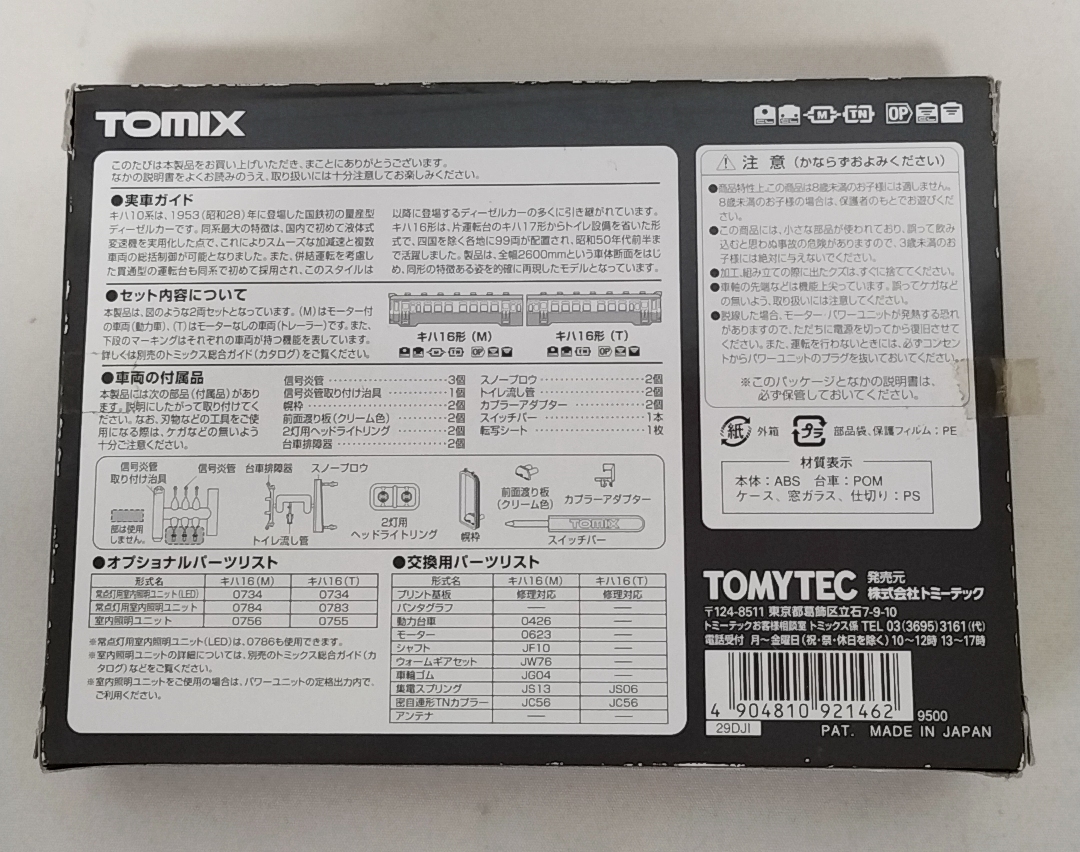 TOMIX
CL CL M TN OP CL
このたびは本製品をお買い上げいただき、まことにありがとうございます。
なかの説明書をよくお読みのうえ、取り扱いには十分注意してお楽しみください。
●実車ガイド
キハ10系は、1953(昭和28)年に登場した国鉄初の量産型
ディーゼルカーです。同系最大の特徴は、国内で初めて液体式
変速機を実用化した点で、これによりスムーズな加減速と複数
車両の総括制御が可能となりました。また、併結運転を考慮し
た貫通型の運転台も同系で初めて採用され、このスタイルは
以降に登場するディーゼルカーの多くに引き継がれています。
キハ16形は、片運転台のキハ17形からトイレ設備を省いた形
式で、四国を除く各地に99両が配置され、昭和50年代前半ま
で活躍しました。製品は、全幅2600mmという車体断面をはじ
め、同形の特徴ある姿を的確に再現したモデルとなっています。
●セット内容について
本製品は、図のような2両セットとなっています。(M)はモーター付
の車両(動力車)、(T)はモーターなしの車両(トレーラー)です。また、
下段のマーキングはそれぞれの車両が持つ機能を表しています。
詳しくは別売のトミックス総合ガイド(カタログ)をご覧ください。
キハ16形(M)
キハ16形(T)
●車両の付属品
本製品には次の部品(付属品)があり
ます。説明にしたがって取り付けてく
ださい。なお、刃物などの工具をご使
用になる際は、ケガなどの無いよう
十分ご注意ください。
信号炎管……………………3個
信号炎管取り付け治具……1個
幌枠…………………………2個
前面渡り板(クリーム色)……2個
2灯用ヘッドライトリング……2個
台車排障器…………………2個
スノープロウ………………2個
トイレ流し管………………2個
カプラーアダプター………2個
スイッチバー………………1本
転写シート…………………1枚
信号炎管
取り付け治具
信号炎管
台車排障器
スノープロウ
部は使用
しません。
トイレ流し管
2灯用
ヘッドライトリング
幌枠
前面渡り板
(クリーム色)
カプラーアダプター
TOMIX
スイッチバー
●オプショナルパーツリスト
形式名 キハ16(M) キハ16(T)
常点灯用室内照明ユニット(LED) 0734 0734
常点灯用室内照明ユニット 0784 0783
室内照明ユニット 0756 0755
※常点灯用室内照明ユニット(LED)は、0786も使用できます。
※室内照明ユニットの詳細については、別売のトミックス総合ガイド(カ
タログ)などをご覧ください。
※室内照明ユニットをご使用の場合は、パワーユニットの定格出力内で、
ご利用ください。
●交換用パーツリスト
形式名 キハ16(M) キハ16(T)
プリント基板 修理対応 修理対応
パンタグラフ — —
動力台車 0426 —
モーター 0623 —
シャフト JF10 —
ウォームギアセット JW76 —
車輪ゴム JG04 —
集電スプリング JS13 JS06
密自連形TNカプラー JC56 JC56
アンテナ — —
⚠ 注意(かならずおよみください)
●商品特性上、この商品は8歳未満のお子様には適しません。
8歳未満のお子様の場合は、保護者のもとでお遊びくだ
さい。
●この商品には、小さな部品が使われており、誤って飲み
込むと思わぬ事故の危険がありますので、3歳未満のお
子様には絶対に与えないでください。
●加工、組み立ての際に出たクズは、すぐに捨ててください。
●車軸の先端などは機能上尖っています。誤ってケガなど
の無いよう、取り扱いには注意してください。
●脱線した場合、モーター・パワーユニットが発熱する恐れ
がありますので、ただちに電源を切ってから復旧させて
ください。また、運転を行わないときには、必ずコンセン
トからパワーユニットのプラグを抜いておいてください。
※このパッケージとなかの説明書は、
必ず保管しておいてください。
紙 外箱 プラ 部品袋、保護フィルム:PE
材質表示
本体:ABS 台車:POM
ケース、窓ガラス、仕切り:PS
TOMYTEC 発売元
株式会社トミーテック
〒124-8511 東京都葛飾区立石7-9-10
トミーテックお客様相談室 トミックス係 TEL 03(3695)3161(代)
電話受付 月〜金曜日(祝・祭・休日を除く)10〜12時 13〜17時
4 904810 921462
9500
29DJI
PAT. MADE IN JAPAN